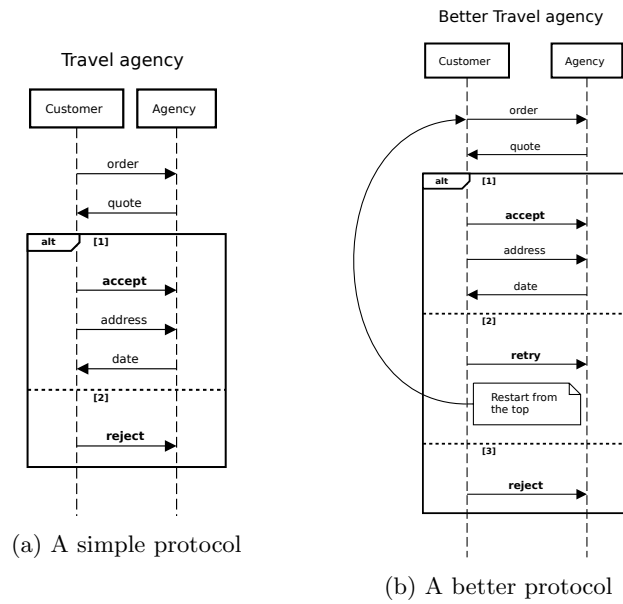 Travel agency
Customer
Agency
order
quote
alt
[1]
accept
address
date
[2]
reject
(a) A simple protocol
Better Travel agency
Customer
Agency
order
quote
alt
[1]
accept
address
date
[2]
retry
Restart from
the top
[3]
reject
(b) A better protocol